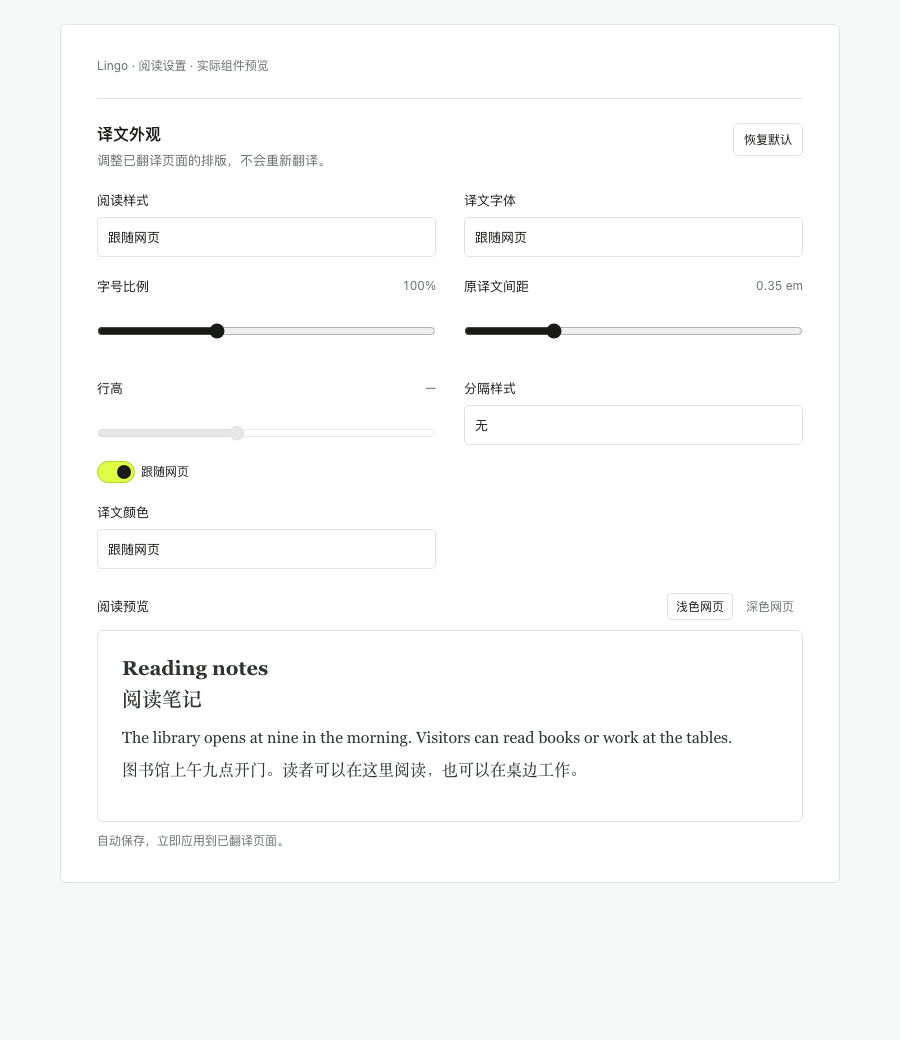 Lingo · 阅读设置 · 实际组件预览
译文外观
恢复默认
调整已翻译页面的排版，不会重新翻译。
阅读样式
译文字体
跟随网页
跟随网页
字号比例
100%
原译文间距
0.35 em
行高
—
分隔样式
无
跟随网页
译文颜色
跟随网页
阅读预览
浅色网页
深色网页
Reading notes
阅读笔记
The library opens at nine in the morning. Visitors can read books or work at the tables.
图书馆上午九点开门。读者可以在这里阅读，也可以在桌边工作。
自动保存，立即应用到已翻译页面。